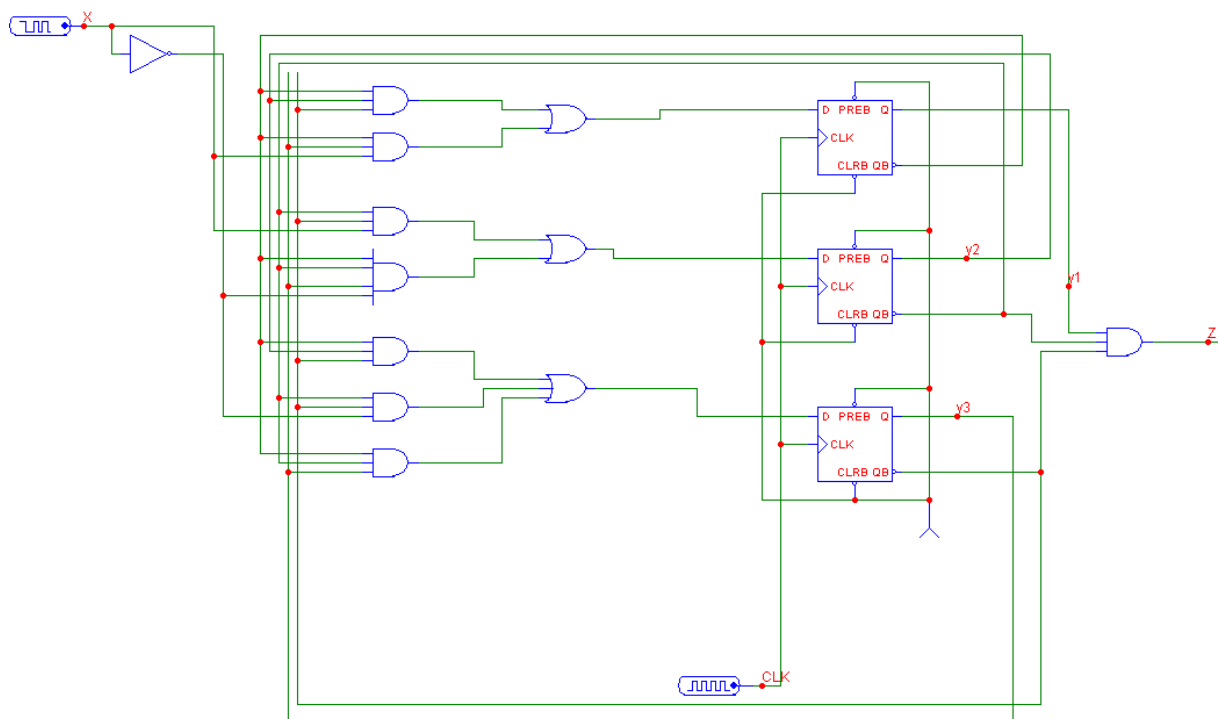 X
D PREB Q
CLK
CLRB QB
D PREB Q
y2
CLK
y1
CLRB QB
Z
D PREB Q
y3
CLK
CLRB QB
CLK